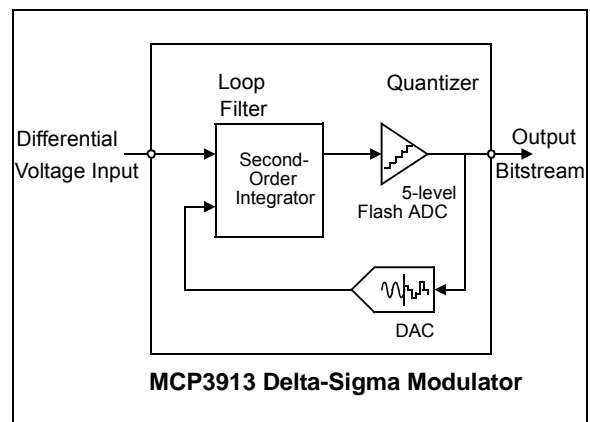 Loop
Filter
Quantizer
Differential
Voltage Input
Second-
Order
Integrator
Output
Bitstream
5-level
Flash ADC
DAC
MCP3913 Delta-Sigma Modulator